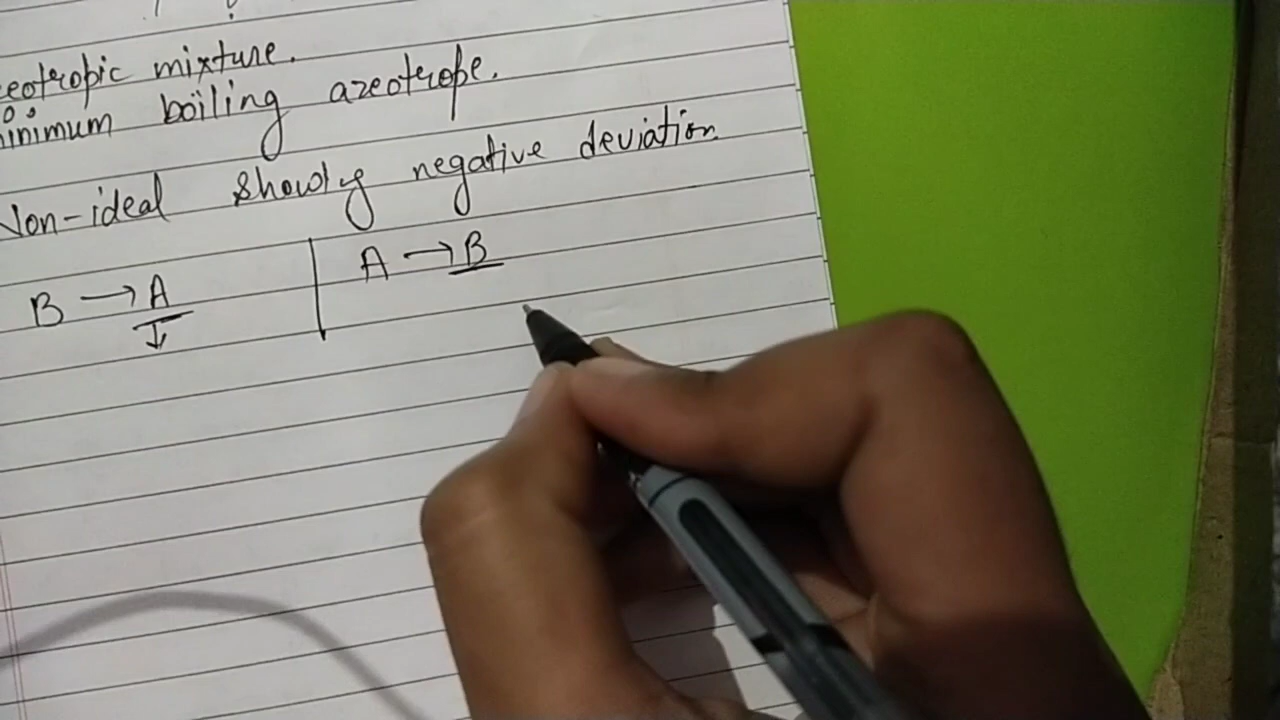 eotropic mixture.
inimum boiling azeotrope.
Non-ideal showing negative deviation
B → A | A → B
↓